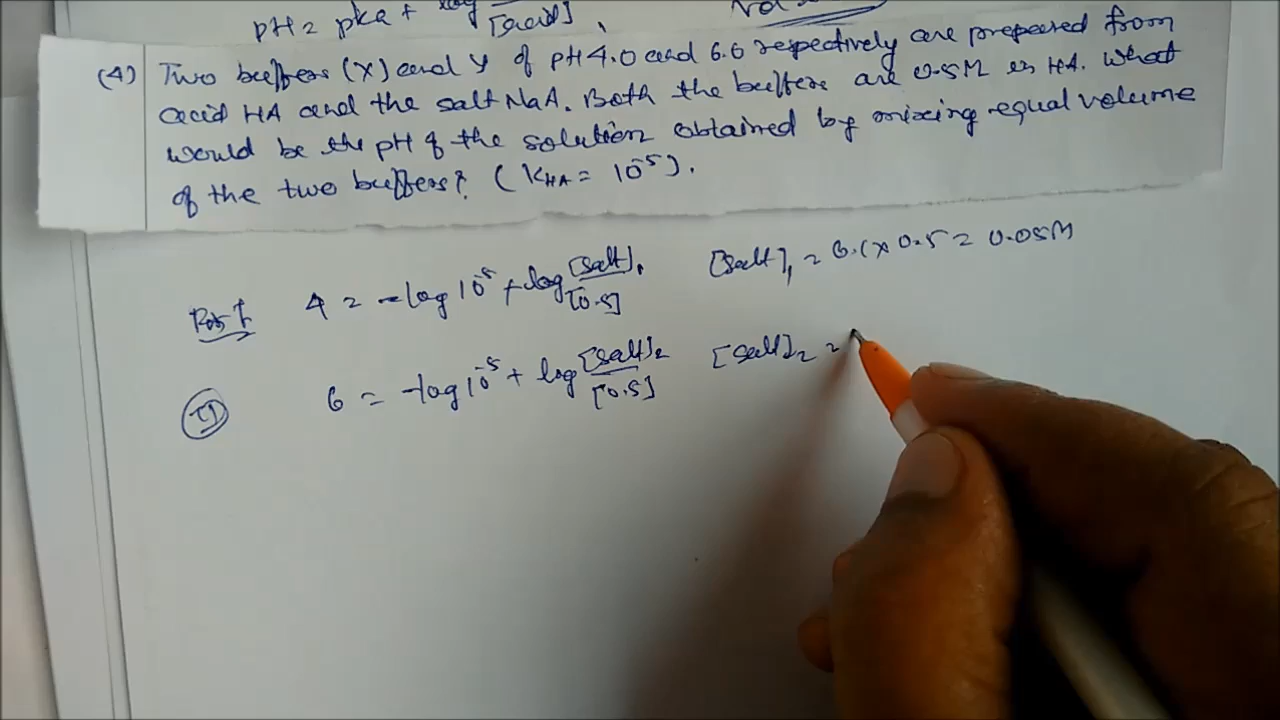 pH = pka + log [acid],
(4) Two buffers (X) and Y of pH 4.0 and 6.0 respectively are prepared from
acid HA and the salt NaA. Both the buffers are 0.5M in HA. What
would be the pH of the solution obtained by mixing equal volume
of the two buffers? (KHA = 10⁻⁵).
4 = -log 10⁻⁵ + log [salt]₁ / [0.5] [salt]₁ = 0.1 x 0.5 = 0.05M
II 6 = -log 10⁻⁵ + log [salt]₂ / [0.5] [salt]₂ =